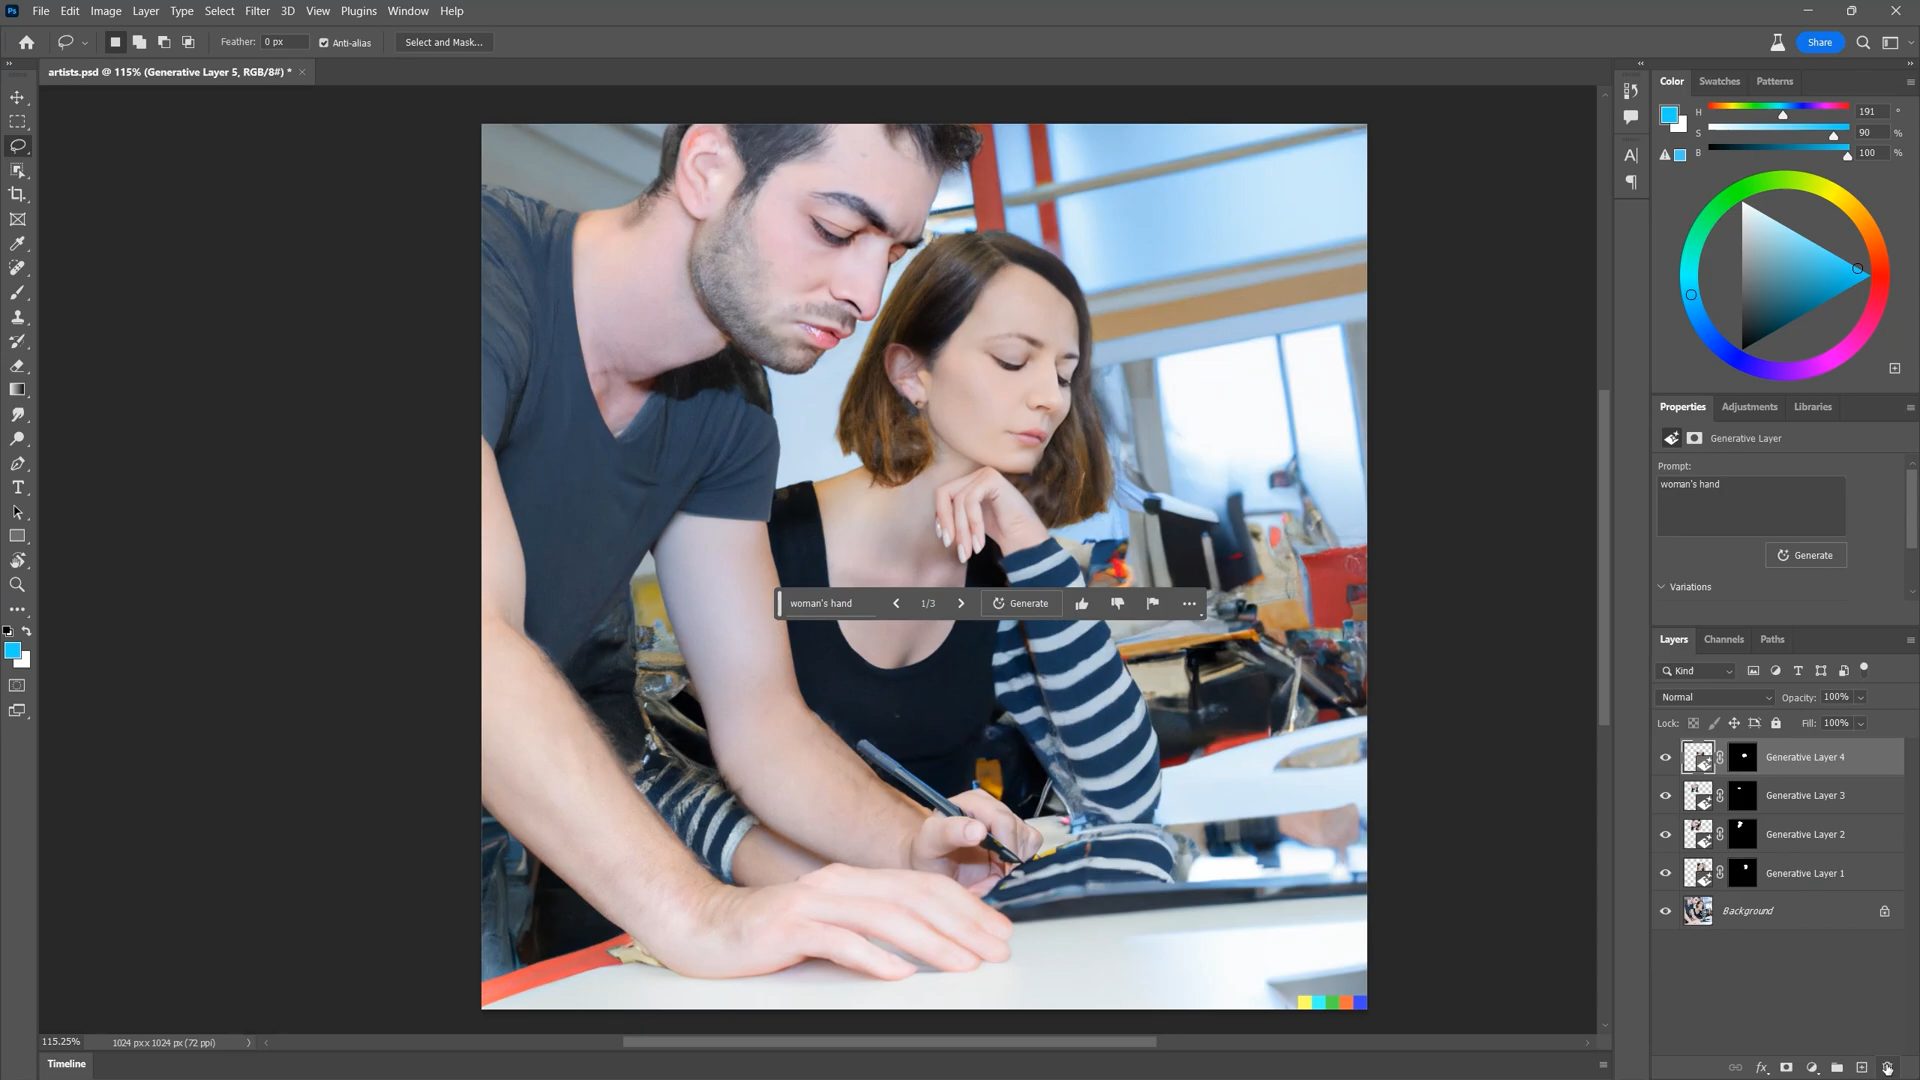 Ps File Edit Image Layer Type Select Filter 3D View Plugins Window Help
Feather: 0 px Anti-alias Select and Mask... Share
artists.psd @ 115% (Generative Layer 5, RGB/8#) *
Color Swatches Patterns
H 191 °
S 90 %
B 100 %
Properties Adjustments Libraries
Generative Layer
Prompt:
woman's hand
Generate
Variations
woman's hand 1/3 Generate
Layers Channels Paths
Kind
Normal Opacity: 100%
Lock: Fill: 100%
Generative Layer 4
Generative Layer 3
Generative Layer 2
Generative Layer 1
Background
115.25% 1024 px x 1024 px (72 ppi)
Timeline
fx